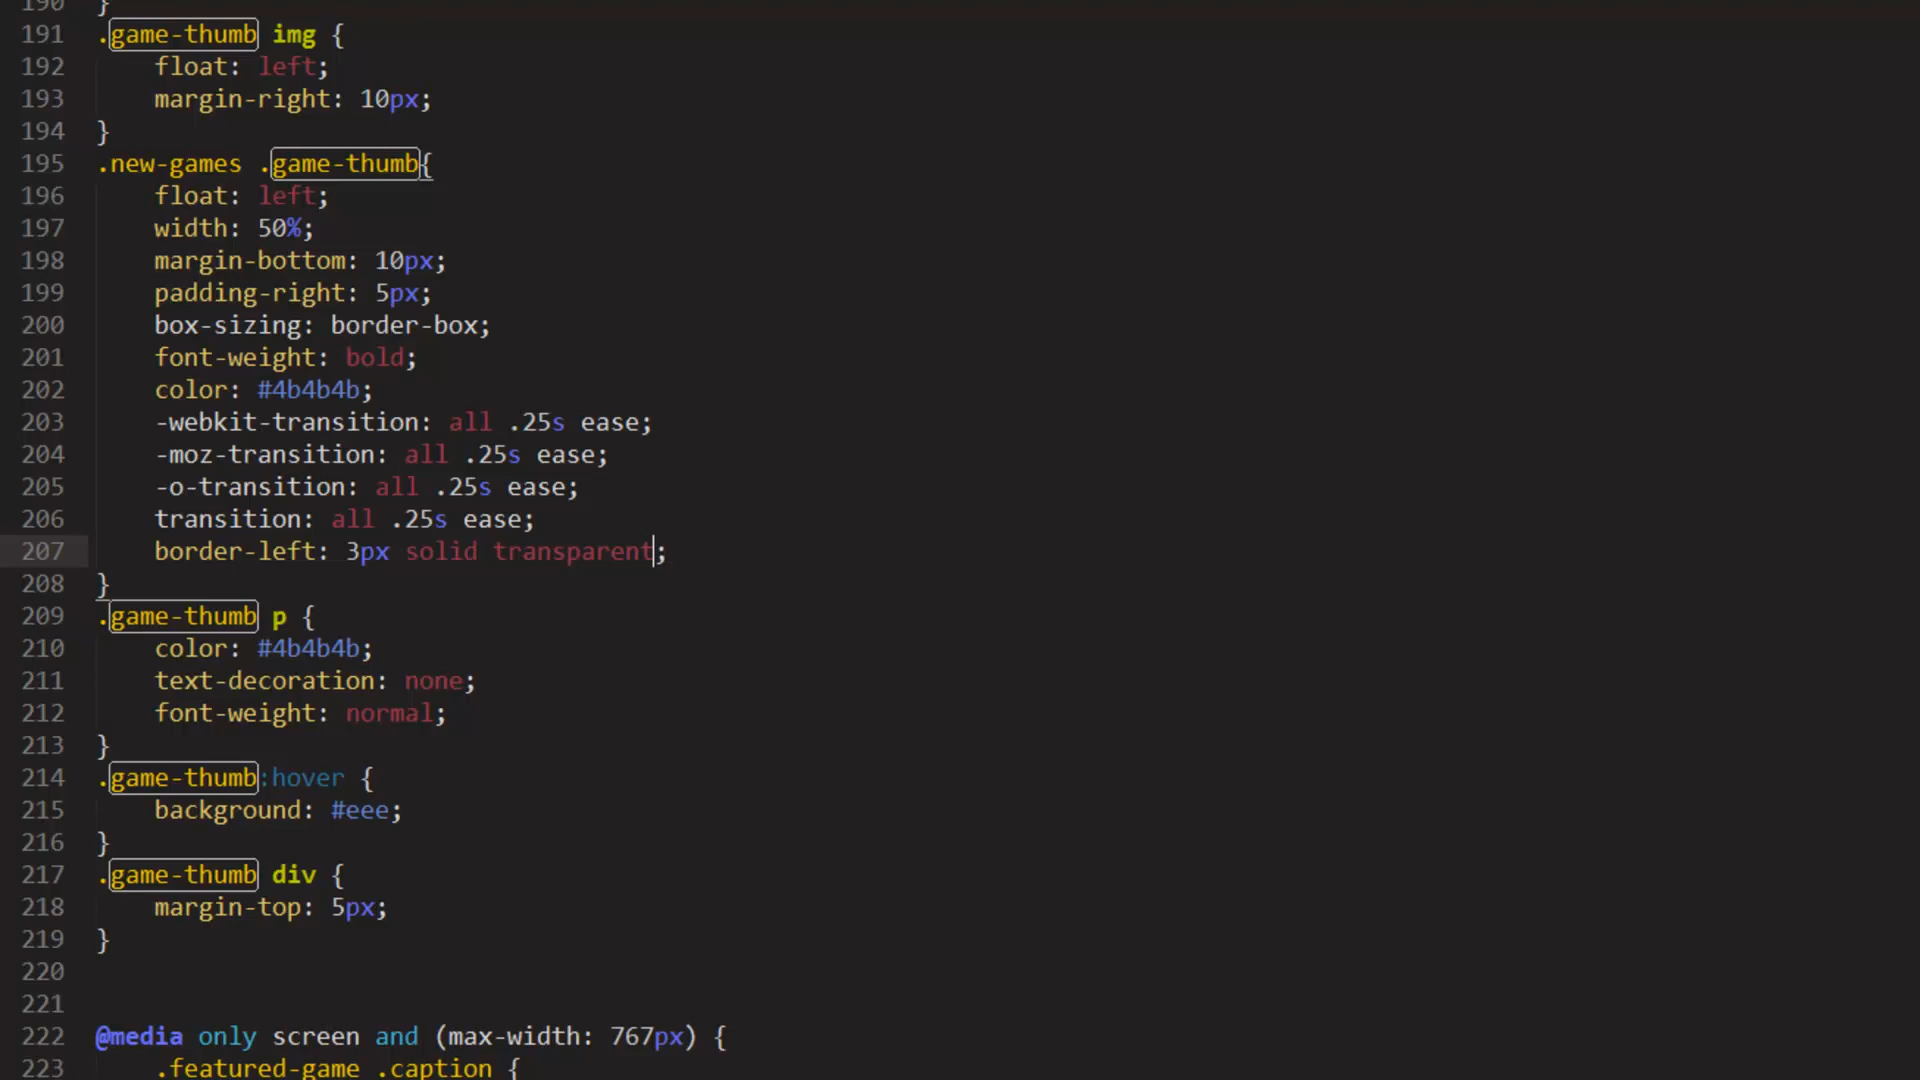 190 }
191 .game-thumb img {
192 float: left;
193 margin-right: 10px;
194 }
195 .new-games .game-thumb{
196 float: left;
197 width: 50%;
198 margin-bottom: 10px;
199 padding-right: 5px;
200 box-sizing: border-box;
201 font-weight: bold;
202 color: #4b4b4b;
203 -webkit-transition: all .25s ease;
204 -moz-transition: all .25s ease;
205 -o-transition: all .25s ease;
206 transition: all .25s ease;
207 border-left: 3px solid transparent;
208 }
209 .game-thumb p {
210 color: #4b4b4b;
211 text-decoration: none;
212 font-weight: normal;
213 }
214 .game-thumb:hover {
215 background: #eee;
216 }
217 .game-thumb div {
218 margin-top: 5px;
219 }
220
221
222 @media only screen and (max-width: 767px) {
223 .featured-game .caption {